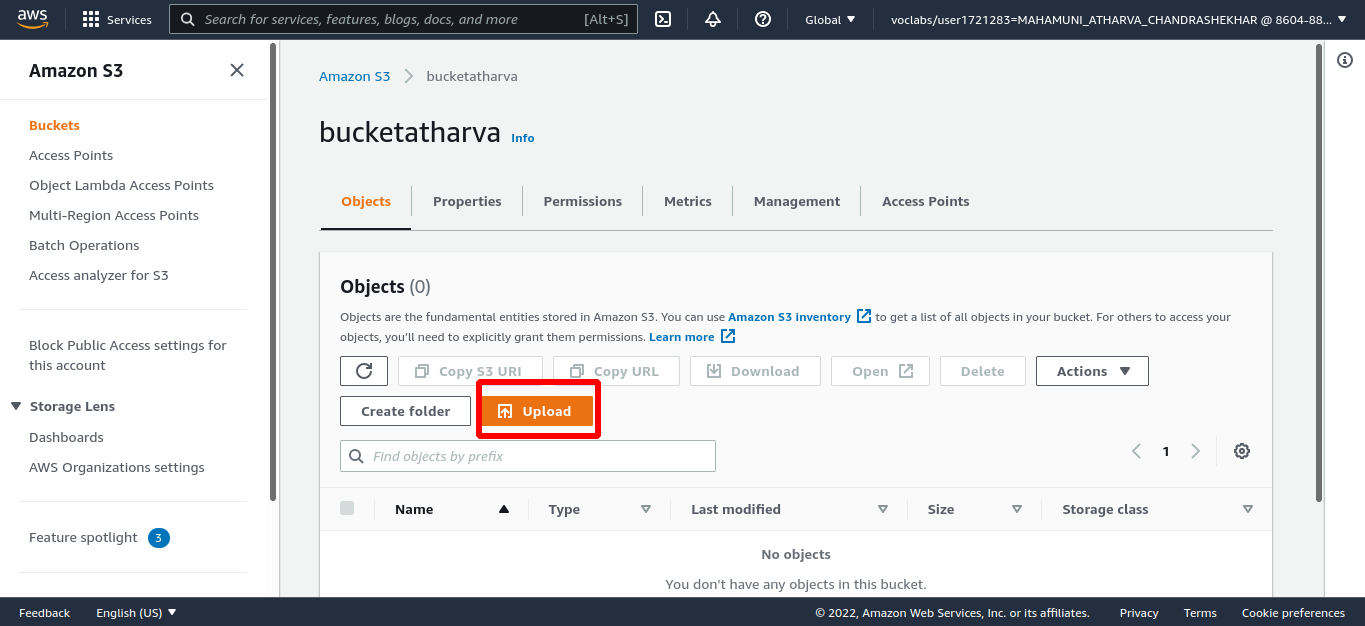 aws
Services
Search for services, features, blogs, docs, and more [Alt+S]
Global
voclabs/user1721283=MAHAMUNI_ATHARVA_CHANDRASHEKHAR @ 8604-88...
Amazon S3
Buckets
Access Points
Object Lambda Access Points
Multi-Region Access Points
Batch Operations
Access analyzer for S3
Block Public Access settings for
this account
Storage Lens
Dashboards
AWS Organizations settings
Feature spotlight 3
Amazon S3 bucketatharva
bucketatharva Info
Objects Properties Permissions Metrics Management Access Points
Objects (0)
Objects are the fundamental entities stored in Amazon S3. You can use Amazon S3 inventory to get a list of all objects in your bucket. For others to access your
objects, you'll need to explicitly grant them permissions. Learn more
Copy S3 URI Copy URL Download Open Delete Actions
Create folder Upload
Find objects by prefix
1
Name Type Last modified Size Storage class
No objects
You don't have any objects in this bucket.
Feedback English (US) © 2022, Amazon Web Services, Inc. or its affiliates. Privacy Terms Cookie preferences